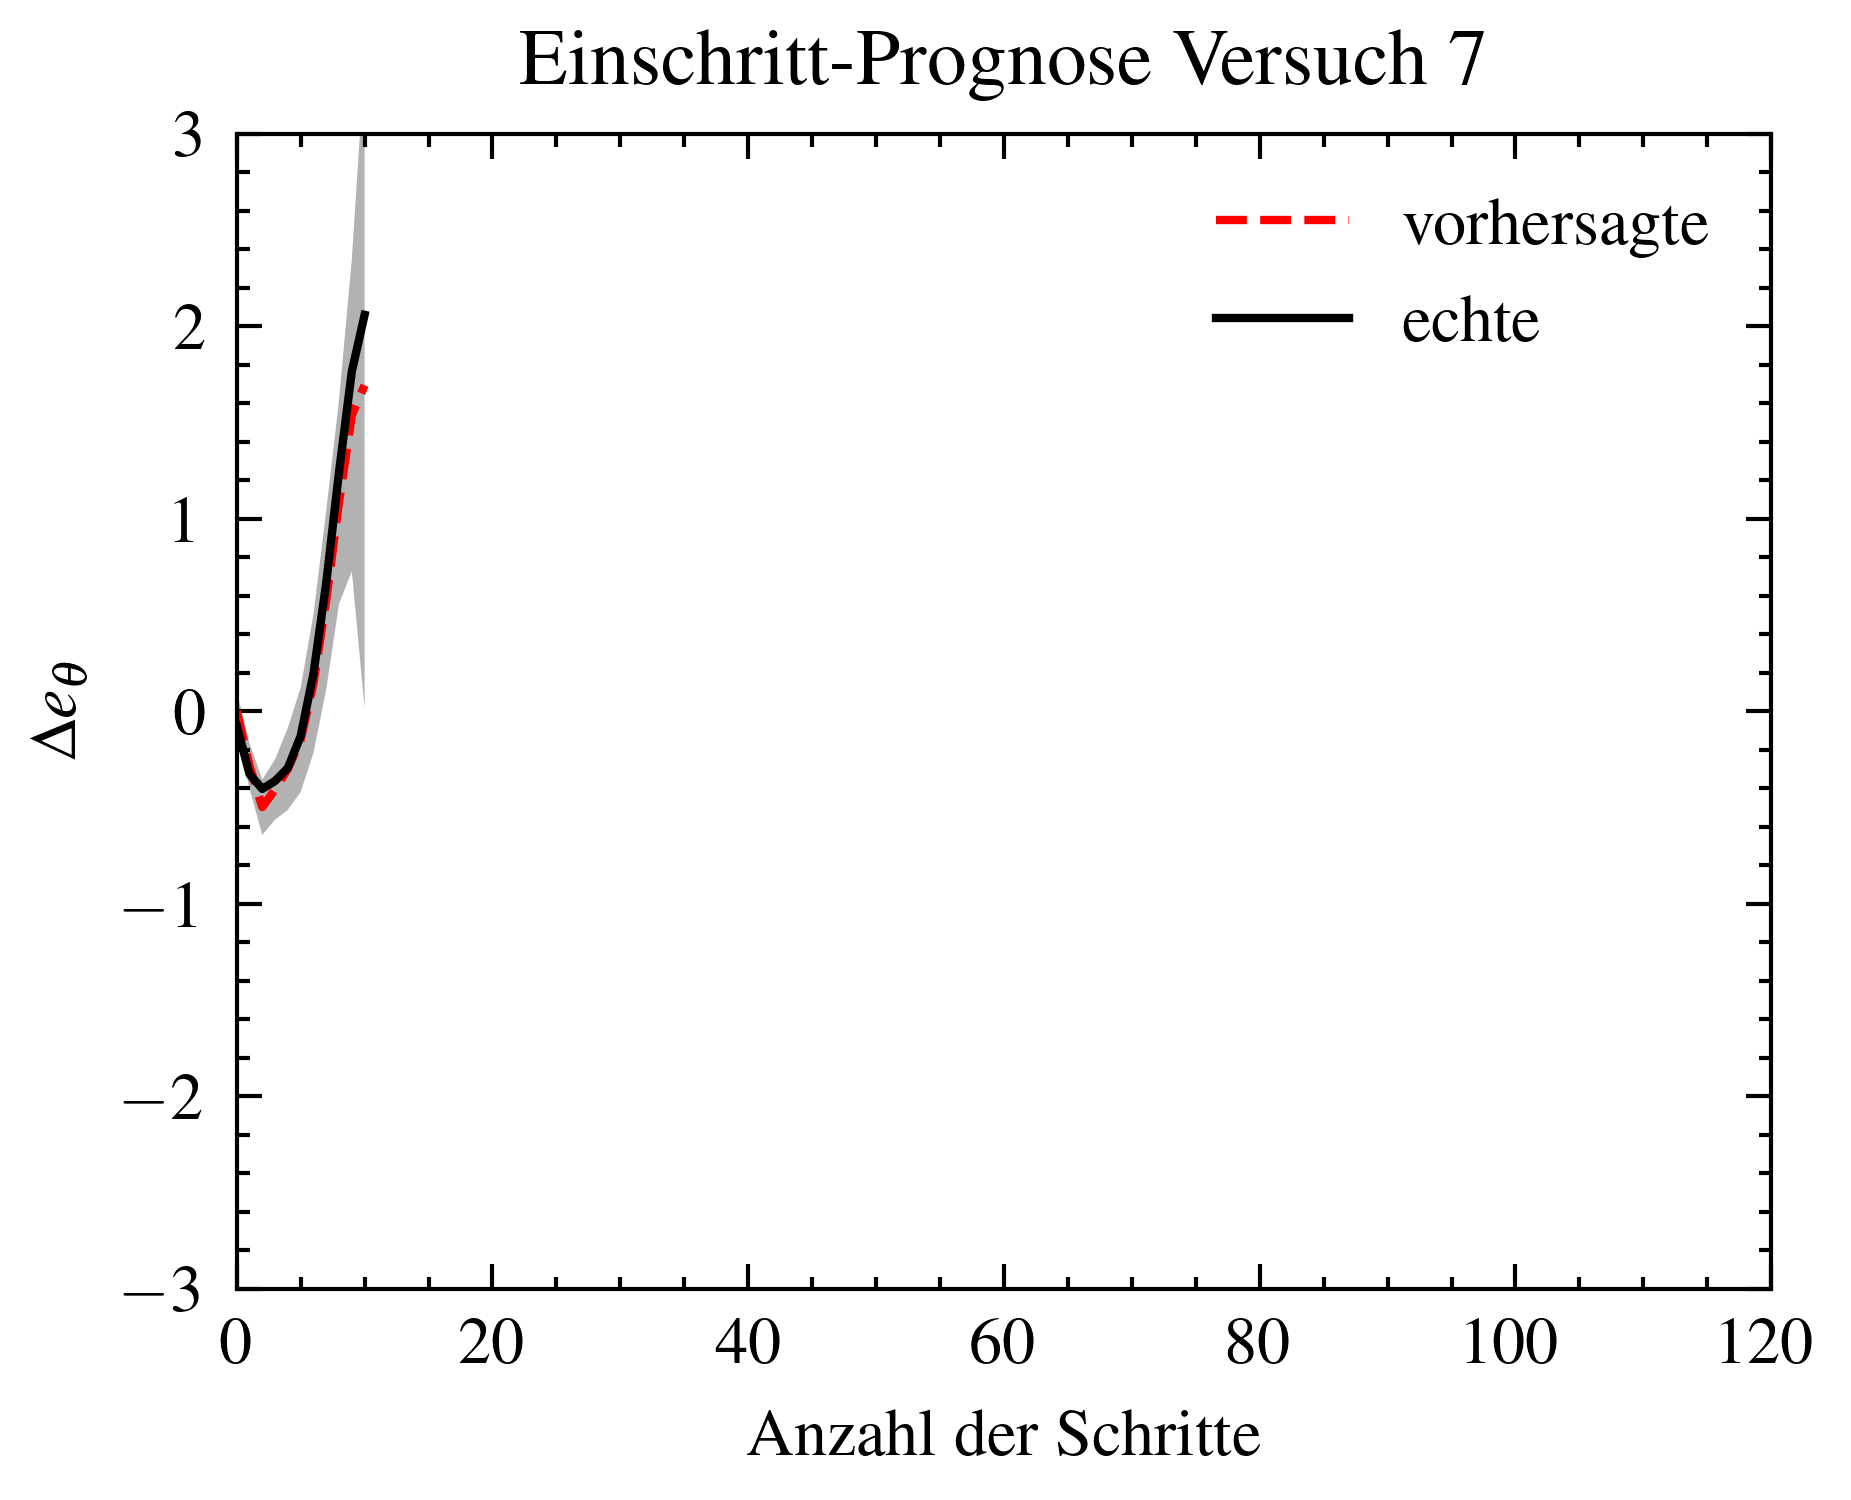 Einschritt-Prognose Versuch 7
3
2
1
0
−1
−2
−3
Δe_θ
vorhersagte
echte
0 20 40 60 80 100 120
Anzahl der Schritte